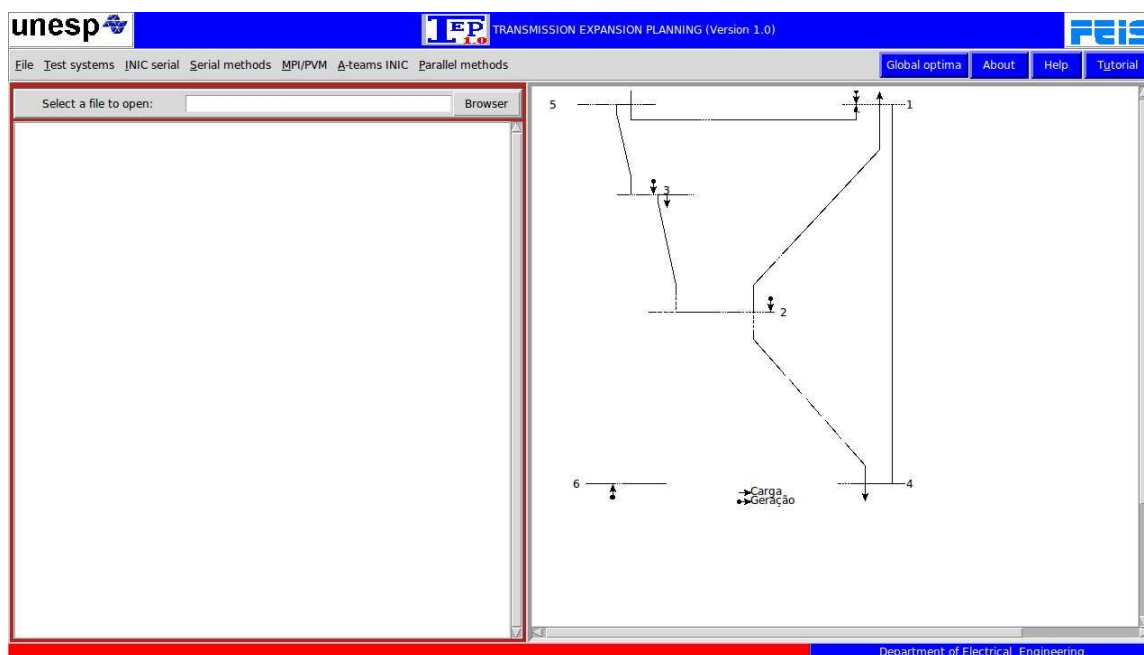 unesp
TEP 1.0
TRANSMISSION EXPANSION PLANNING (Version 1.0)
FEIS
File Test systems INIC serial Serial methods MPI/PVM A-teams INIC Parallel methods
Global optima About Help Tutorial
Select a file to open: Browser
5
1
3
2
6
4
Carga
Geração
Department of Electrical Engineering